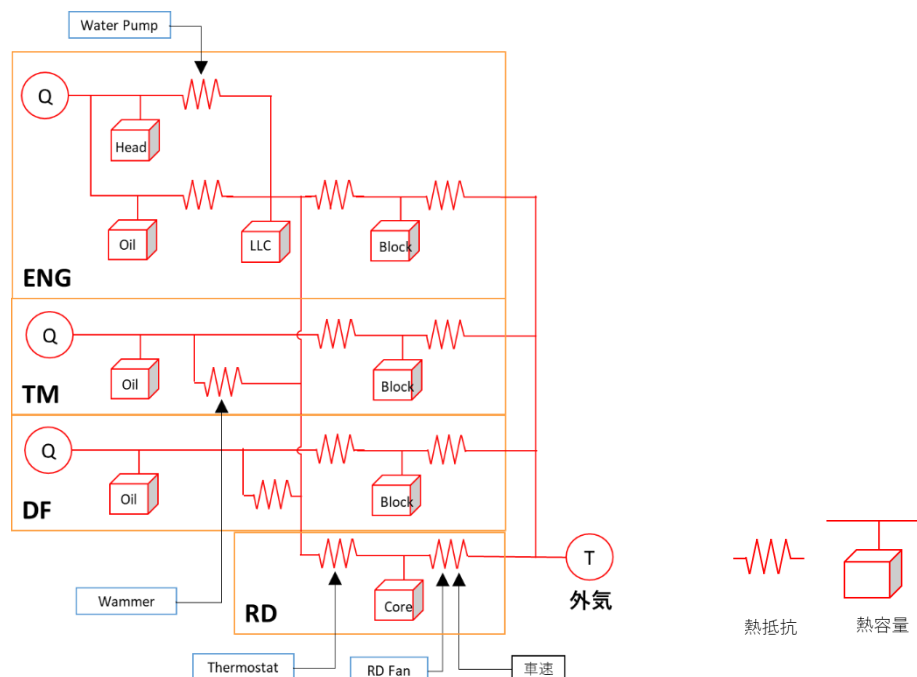 Water Pump
Q
Head
Oil
LLC
Block
ENG
Q
Oil
Block
TM
Q
Oil
Block
DF
T
外気
Core
RD
Wammer
Thermostat
RD Fan
車速
熱抵抗
熱容量